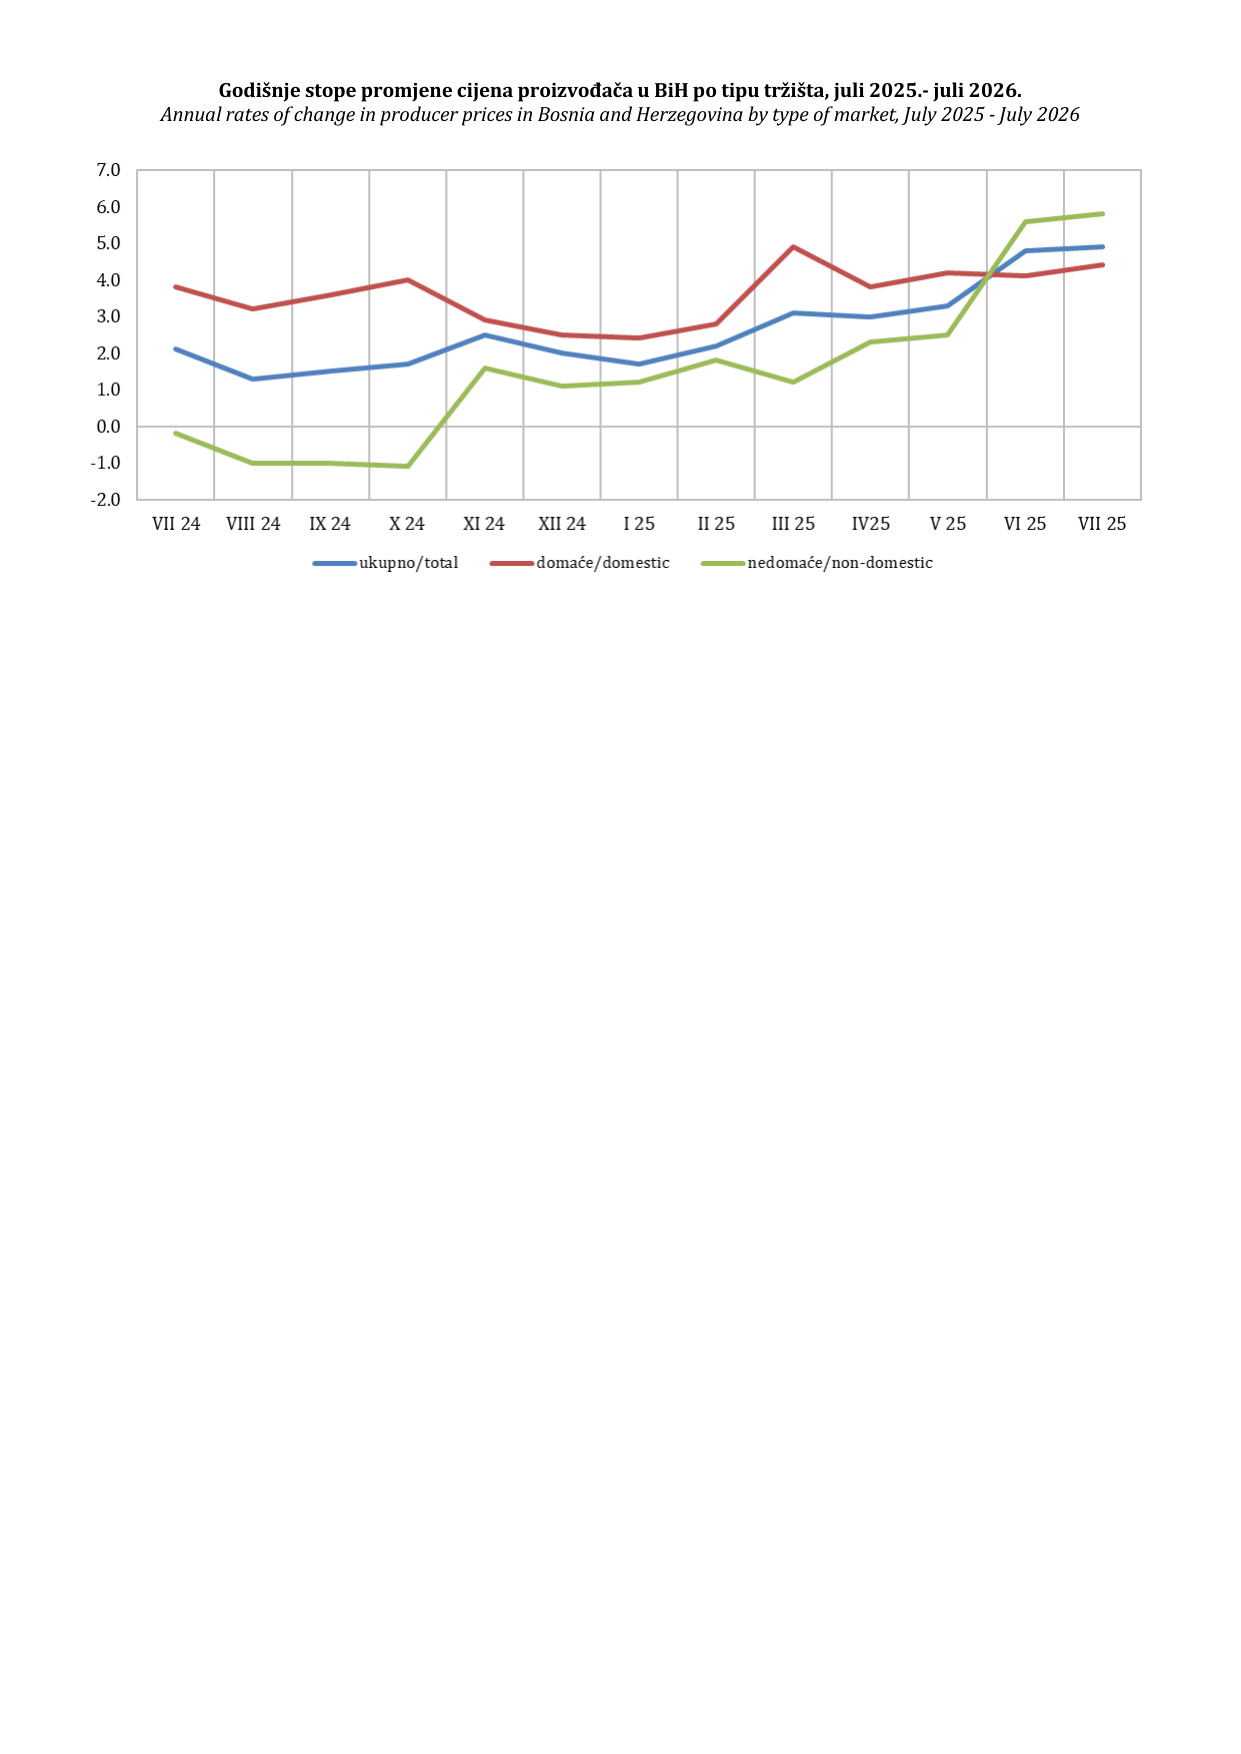 Godišnje stope promjene cijena proizvođača u BiH po tipu tržišta, juli 2025.- juli 2026.
Annual rates of change in producer prices in Bosnia and Herzegovina by type of market, July 2025 - July 2026
7.0
6.0
5.0
4.0
3.0
2.0
1.0
0.0
-1.0
-2.0
VII 24 VIII 24 IX 24 X 24 XI 24 XII 24 I 25 II 25 III 25 IV25 V 25 VI 25 VII 25
ukupno/total domaće/domestic nedomaće/non-domestic